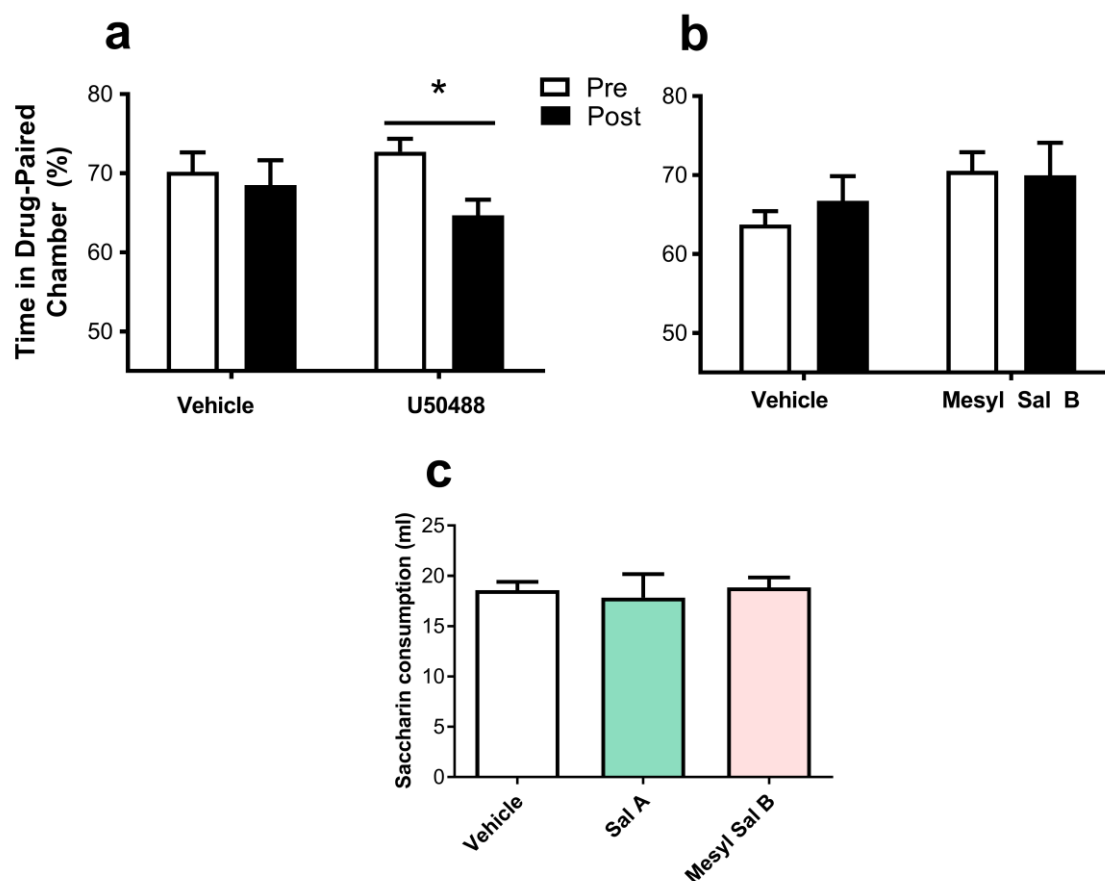 a
Time in Drug-Paired
Chamber (%)
80
70
60
50
*
Vehicle
U50488
Pre
Post
b
80
70
60
50
Vehicle
Mesyl Sal B
c
Saccharin consumption (ml)
25
20
15
10
5
0
Vehicle
Sal A
Mesyl Sal B